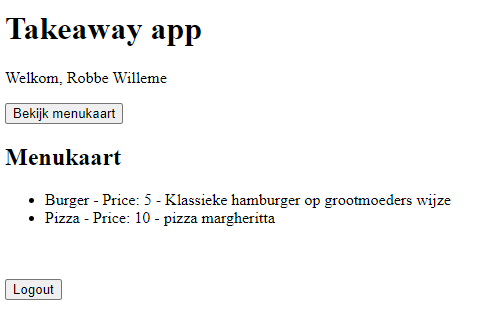 Takeaway app
Welkom, Robbe Willeme
Bekijk menukaart
Menukaart
Burger - Price: 5 - Klassieke hamburger op grootmoeders wijze
Pizza - Price: 10 - pizza margheritta
Logout